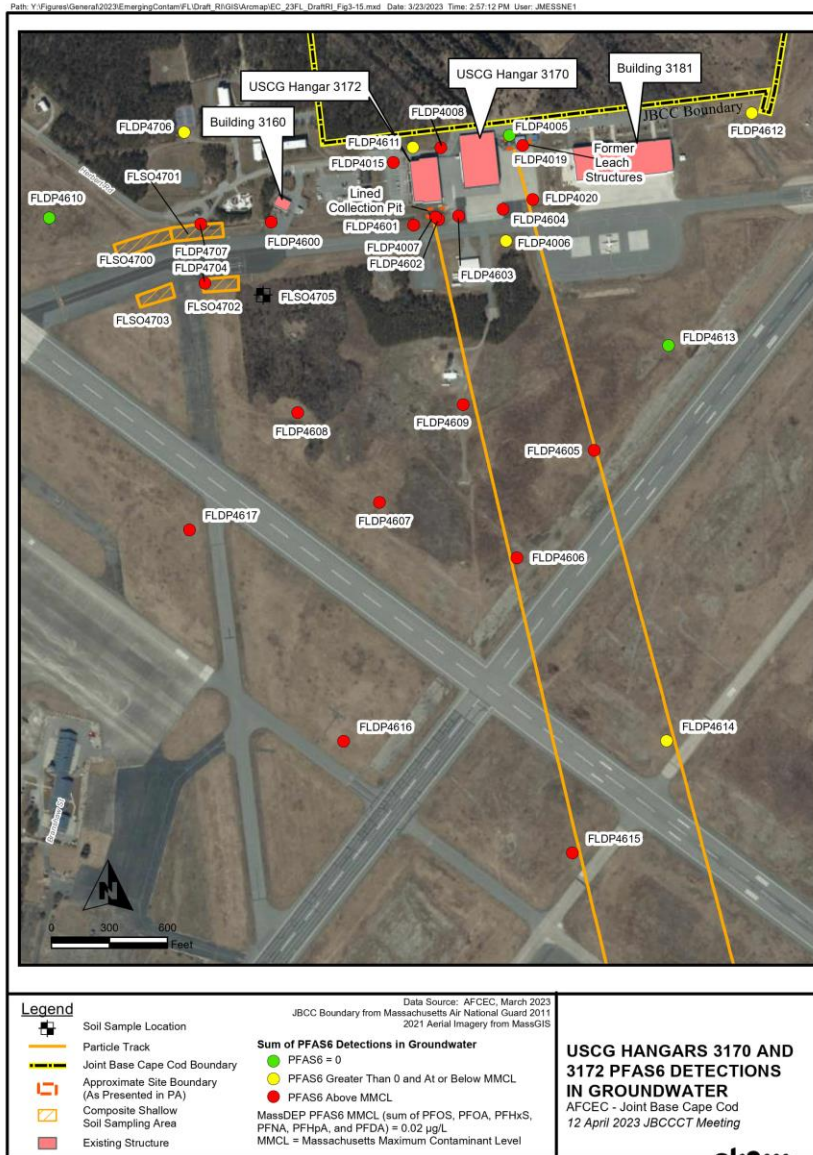 Path: Y:\Figures\General\2023\EmergingContam\FL\Draft_RI\GIS\Arcmap\EC_23FL_DraftRI_Fig3-15.mxd Date: 3/23/2023 Time: 2:57:12 PM User: JMESSNE1
USCG Hangar 3172
USCG Hangar 3170
Building 3181
Building 3160
JBCC Boundary
FLDP4706
FLDP4611
FLDP4008
FLDP4005
FLDP4612
FLDP4015
FLDP4019
Former
Leach
Structures
Herbert Rd
FLDP4610
FLSO4701
Lined
Collection Pit
FLDP4020
FLSO4700
FLDP4707
FLDP4600
FLDP4601
FLDP4604
FLDP4007
FLDP4006
FLDP4602
FLDP4603
FLDP4704
FLSO4702
FLSO4705
FLSO4703
FLDP4613
FLDP4608
FLDP4609
FLDP4605
FLDP4607
FLDP4617
FLDP4606
FLDP4616
FLDP4614
FLDP4615
N
0 300 600
Feet
Legend
Soil Sample Location
Particle Track
Joint Base Cape Cod Boundary
Approximate Site Boundary
(As Presented in PA)
Composite Shallow
Soil Sampling Area
Existing Structure
Data Source: AFCEC, March 2023
JBCC Boundary from Massachusetts Air National Guard 2011
2021 Aerial Imagery from MassGIS
Sum of PFAS6 Detections in Groundwater
PFAS6 = 0
PFAS6 Greater Than 0 and At or Below MMCL
PFAS6 Above MMCL
MassDEP PFAS6 MMCL (sum of PFOS, PFOA, PFHxS,
PFNA, PFHpA, and PFDA) = 0.02 µg/L
MMCL = Massachusetts Maximum Contaminant Level
USCG HANGARS 3170 AND
3172 PFAS6 DETECTIONS
IN GROUNDWATER
AFCEC - Joint Base Cape Cod
12 April 2023 JBCCCT Meeting